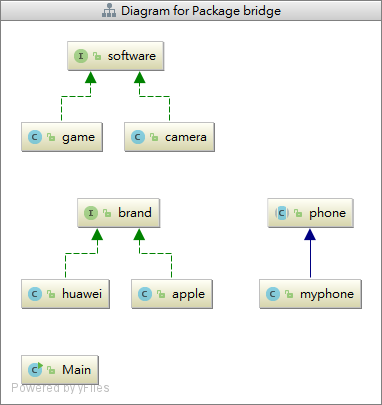 Diagram for Package bridge
I software
C game
C camera
I brand
C phone
C huawei
C apple
C myphone
C Main
Powered by yFiles